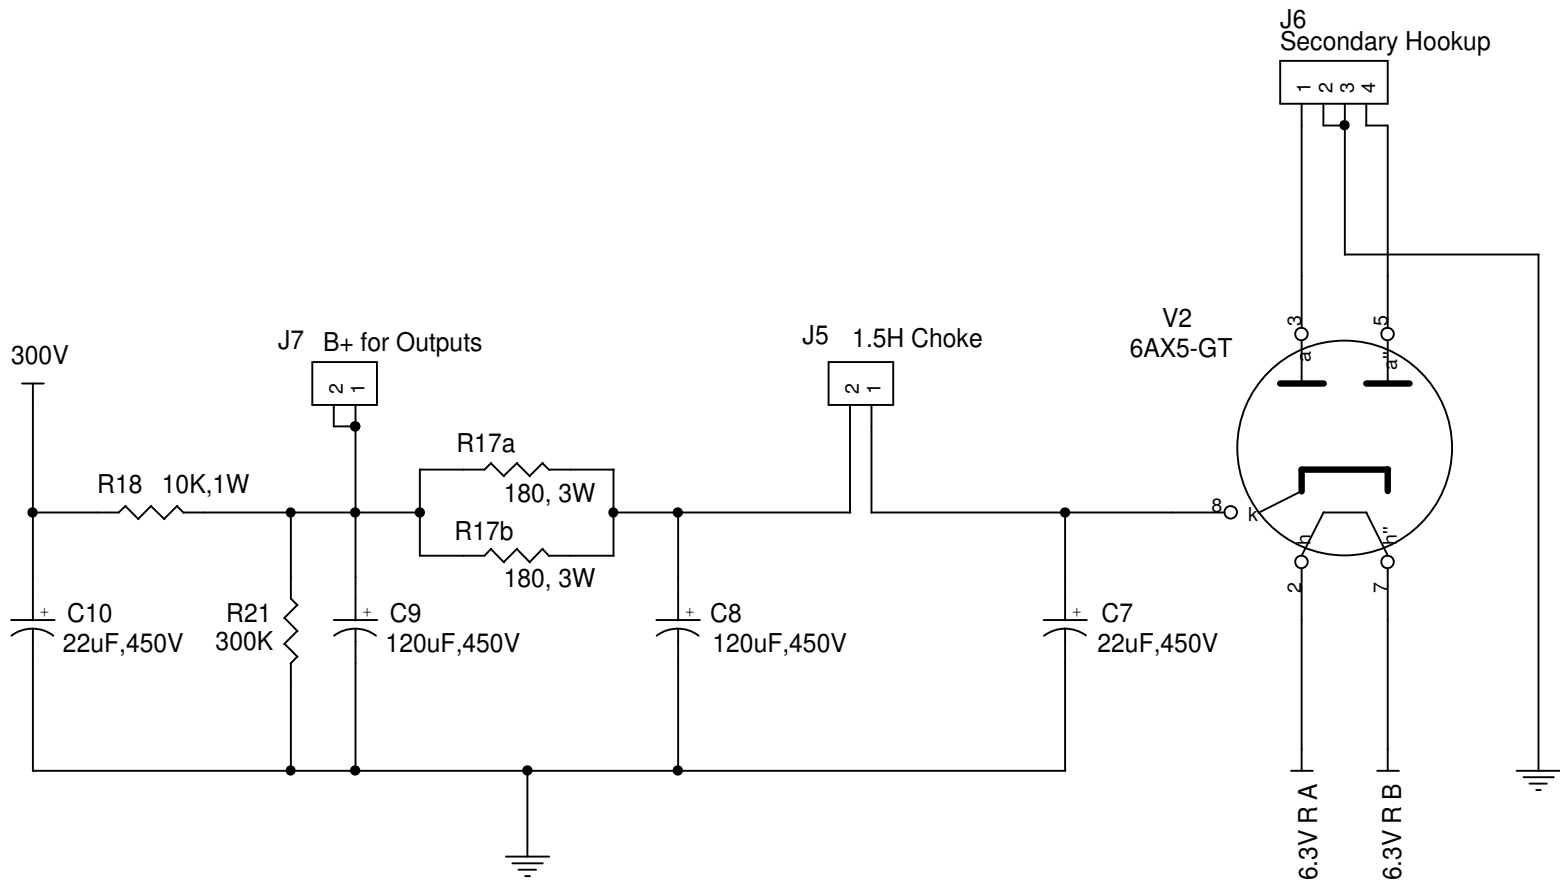 J6
Secondary Hookup
1 2 3 4
V2
6AX5-GT
3
5
a
a"
J7 B+ for Outputs
2 1
J5 1.5H Choke
2 1
300V
R17a
180, 3W
R18 10K,1W
R17b
180, 3W
8
k
h
h"
2
7
+
C10
22uF,450V
R21
300K
+
C9
120uF,450V
+
C8
120uF,450V
+
C7
22uF,450V
6.3V R A
6.3V R B